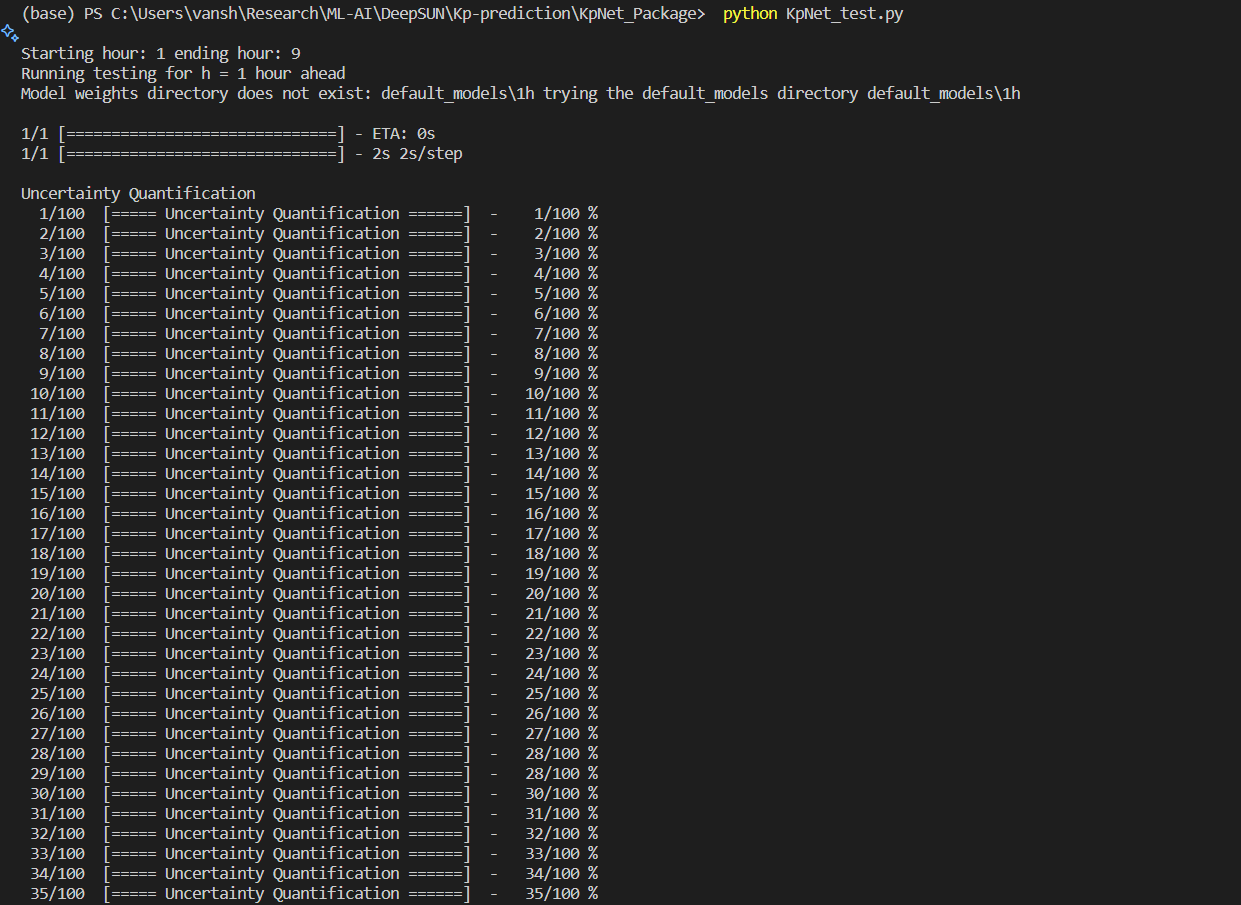 (base) PS C:\Users\vansh\Research\ML-AI\DeepSUN\Kp-prediction\KpNet_Package> python KpNet_test.py
Starting hour: 1 ending hour: 9
Running testing for h = 1 hour ahead
Model weights directory does not exist: default_models\1h trying the default_models directory default_models\1h
1/1 [==============================] - ETA: 0s
1/1 [==============================] - 2s 2s/step
Uncertainty Quantification
1/100 [===== Uncertainty Quantification ======] - 1/100 %
2/100 [===== Uncertainty Quantification ======] - 2/100 %
3/100 [===== Uncertainty Quantification ======] - 3/100 %
4/100 [===== Uncertainty Quantification ======] - 4/100 %
5/100 [===== Uncertainty Quantification ======] - 5/100 %
6/100 [===== Uncertainty Quantification ======] - 6/100 %
7/100 [===== Uncertainty Quantification ======] - 7/100 %
8/100 [===== Uncertainty Quantification ======] - 8/100 %
9/100 [===== Uncertainty Quantification ======] - 9/100 %
10/100 [===== Uncertainty Quantification ======] - 10/100 %
11/100 [===== Uncertainty Quantification ======] - 11/100 %
12/100 [===== Uncertainty Quantification ======] - 12/100 %
13/100 [===== Uncertainty Quantification ======] - 13/100 %
14/100 [===== Uncertainty Quantification ======] - 14/100 %
15/100 [===== Uncertainty Quantification ======] - 15/100 %
16/100 [===== Uncertainty Quantification ======] - 16/100 %
17/100 [===== Uncertainty Quantification ======] - 17/100 %
18/100 [===== Uncertainty Quantification ======] - 18/100 %
19/100 [===== Uncertainty Quantification ======] - 19/100 %
20/100 [===== Uncertainty Quantification ======] - 20/100 %
21/100 [===== Uncertainty Quantification ======] - 21/100 %
22/100 [===== Uncertainty Quantification ======] - 22/100 %
23/100 [===== Uncertainty Quantification ======] - 23/100 %
24/100 [===== Uncertainty Quantification ======] - 24/100 %
25/100 [===== Uncertainty Quantification ======] - 25/100 %
26/100 [===== Uncertainty Quantification ======] - 26/100 %
27/100 [===== Uncertainty Quantification ======] - 27/100 %
28/100 [===== Uncertainty Quantification ======] - 28/100 %
29/100 [===== Uncertainty Quantification ======] - 28/100 %
30/100 [===== Uncertainty Quantification ======] - 30/100 %
31/100 [===== Uncertainty Quantification ======] - 31/100 %
32/100 [===== Uncertainty Quantification ======] - 32/100 %
33/100 [===== Uncertainty Quantification ======] - 33/100 %
34/100 [===== Uncertainty Quantification ======] - 34/100 %
35/100 [===== Uncertainty Quantification ======] - 35/100 %